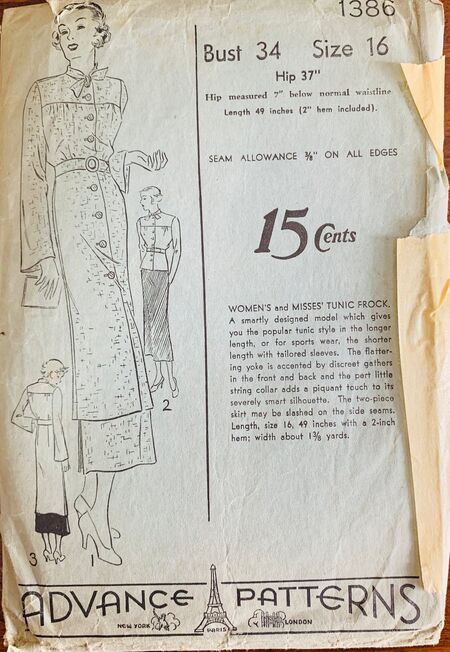 1386
Bust 34 Size 16
Hip 37"
Hip measured 7" below normal waistline
Length 49 inches (2" hem included).
SEAM ALLOWANCE ⅜" ON ALL EDGES
15 Cents
WOMEN'S and MISSES' TUNIC FROCK.
A smartly designed model which gives
you the popular tunic style in the longer
length, or for sports wear, the shorter
length with tailored sleeves. The flatter-
ing yoke is accented by discreet gathers
in the front and back and the pert little
string collar adds a piquant touch to its
severely smart silhouette. The two-piece
skirt may be slashed on the side seams.
Length, size 16, 49 inches with a 2-inch
hem; width about 1⅜ yards.
2
3
1
ADVANCE PATTERNS
NEW YORK PARIS LONDON